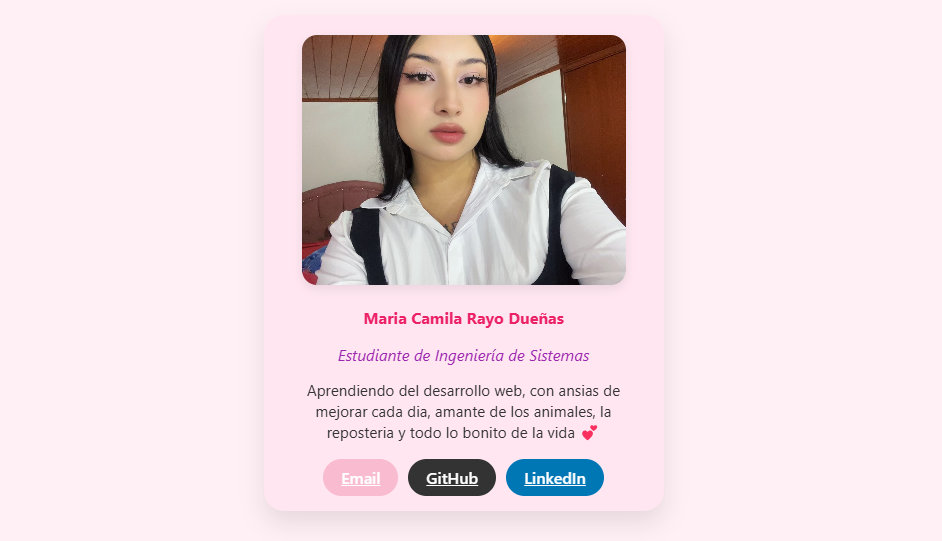 Maria Camila Rayo Dueñas
Estudiante de Ingeniería de Sistemas
Aprendiendo del desarrollo web, con ansias de
mejorar cada dia, amante de los animales, la
reposteria y todo lo bonito de la vida 💕
Email GitHub LinkedIn